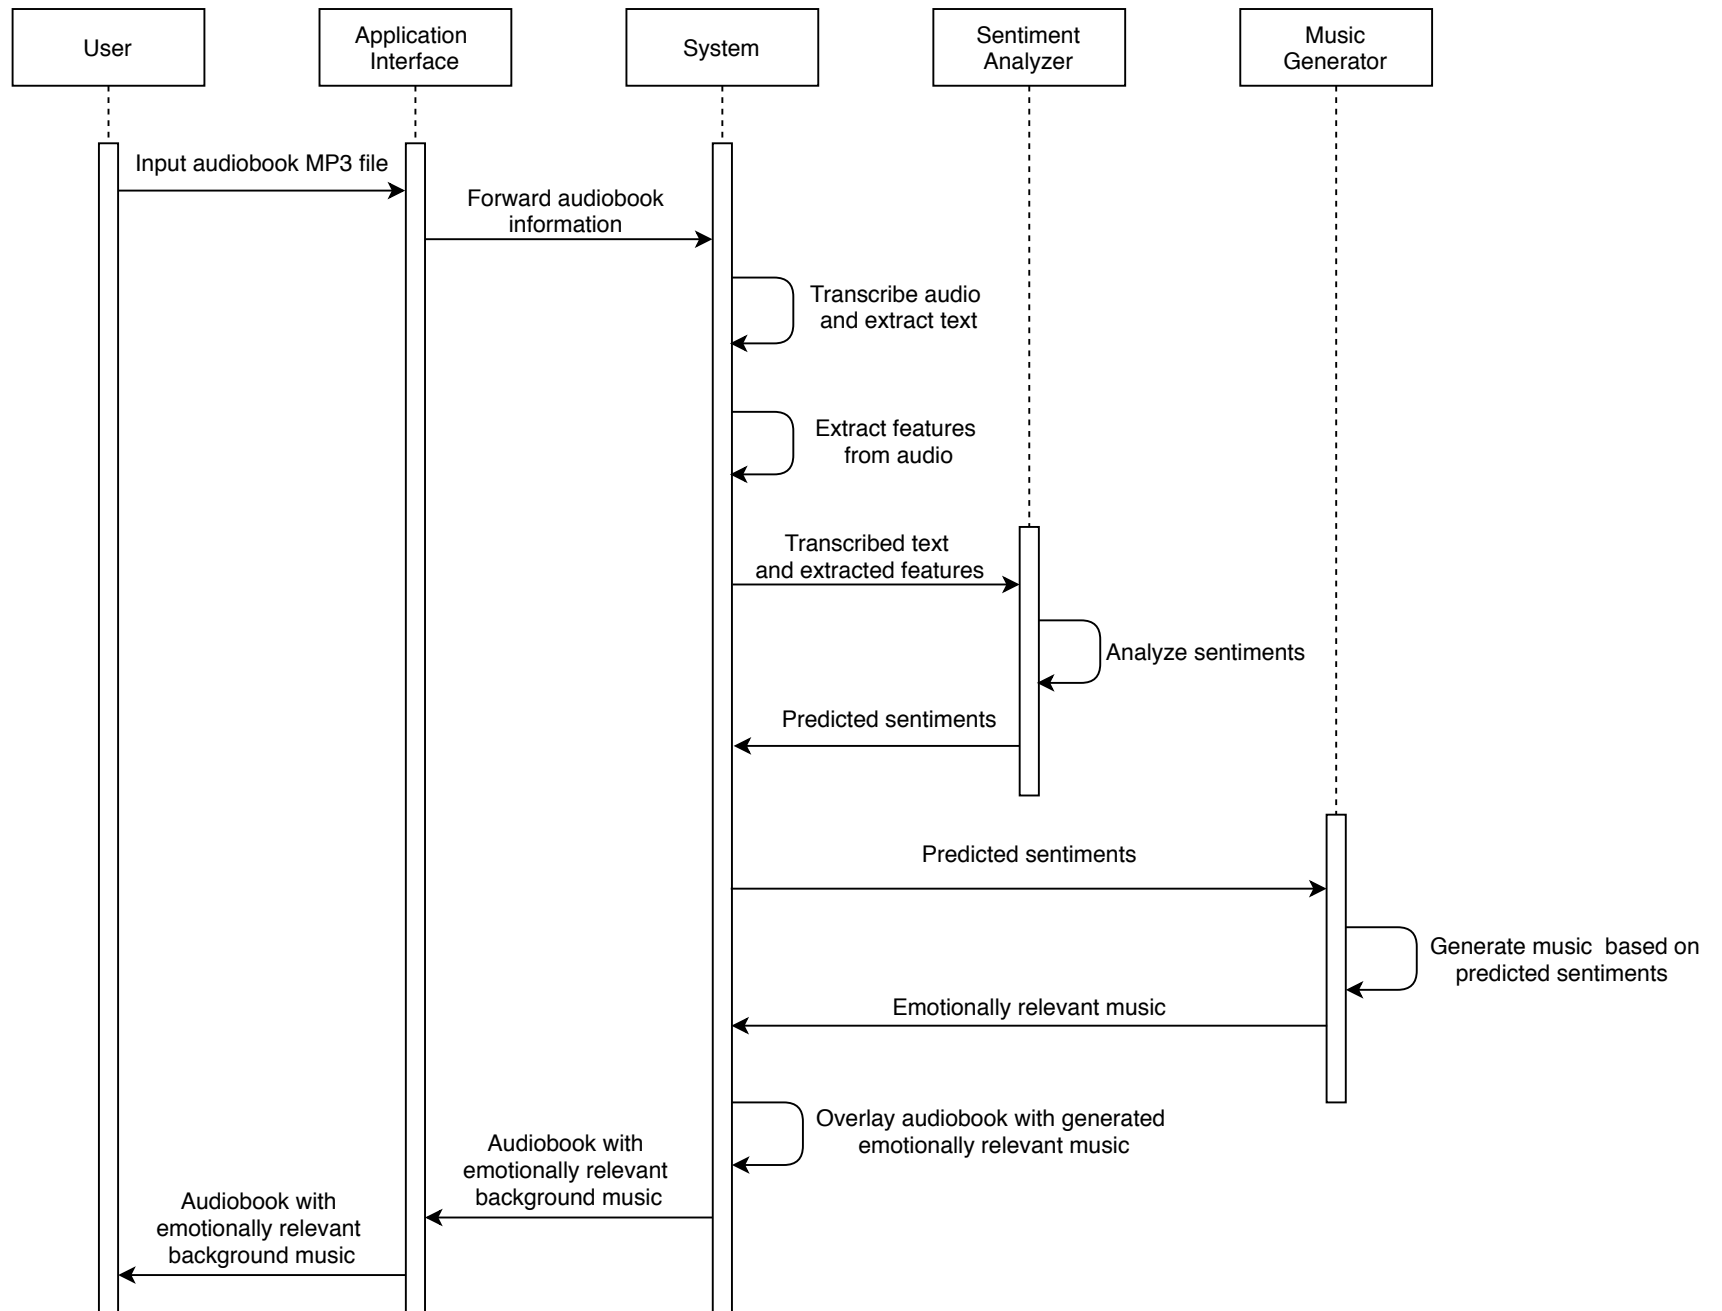 User
Application
Interface
System
Sentiment
Analyzer
Music
Generator
Input audiobook MP3 file
Forward audiobook
information
Transcribe audio
and extract text
Extract features
from audio
Transcribed text
and extracted features
Analyze sentiments
Predicted sentiments
Predicted sentiments
Generate music  based on
predicted sentiments
Emotionally relevant music
Overlay audiobook with generated
emotionally relevant music
Audiobook with
emotionally relevant
background music
Audiobook with
emotionally relevant
background music